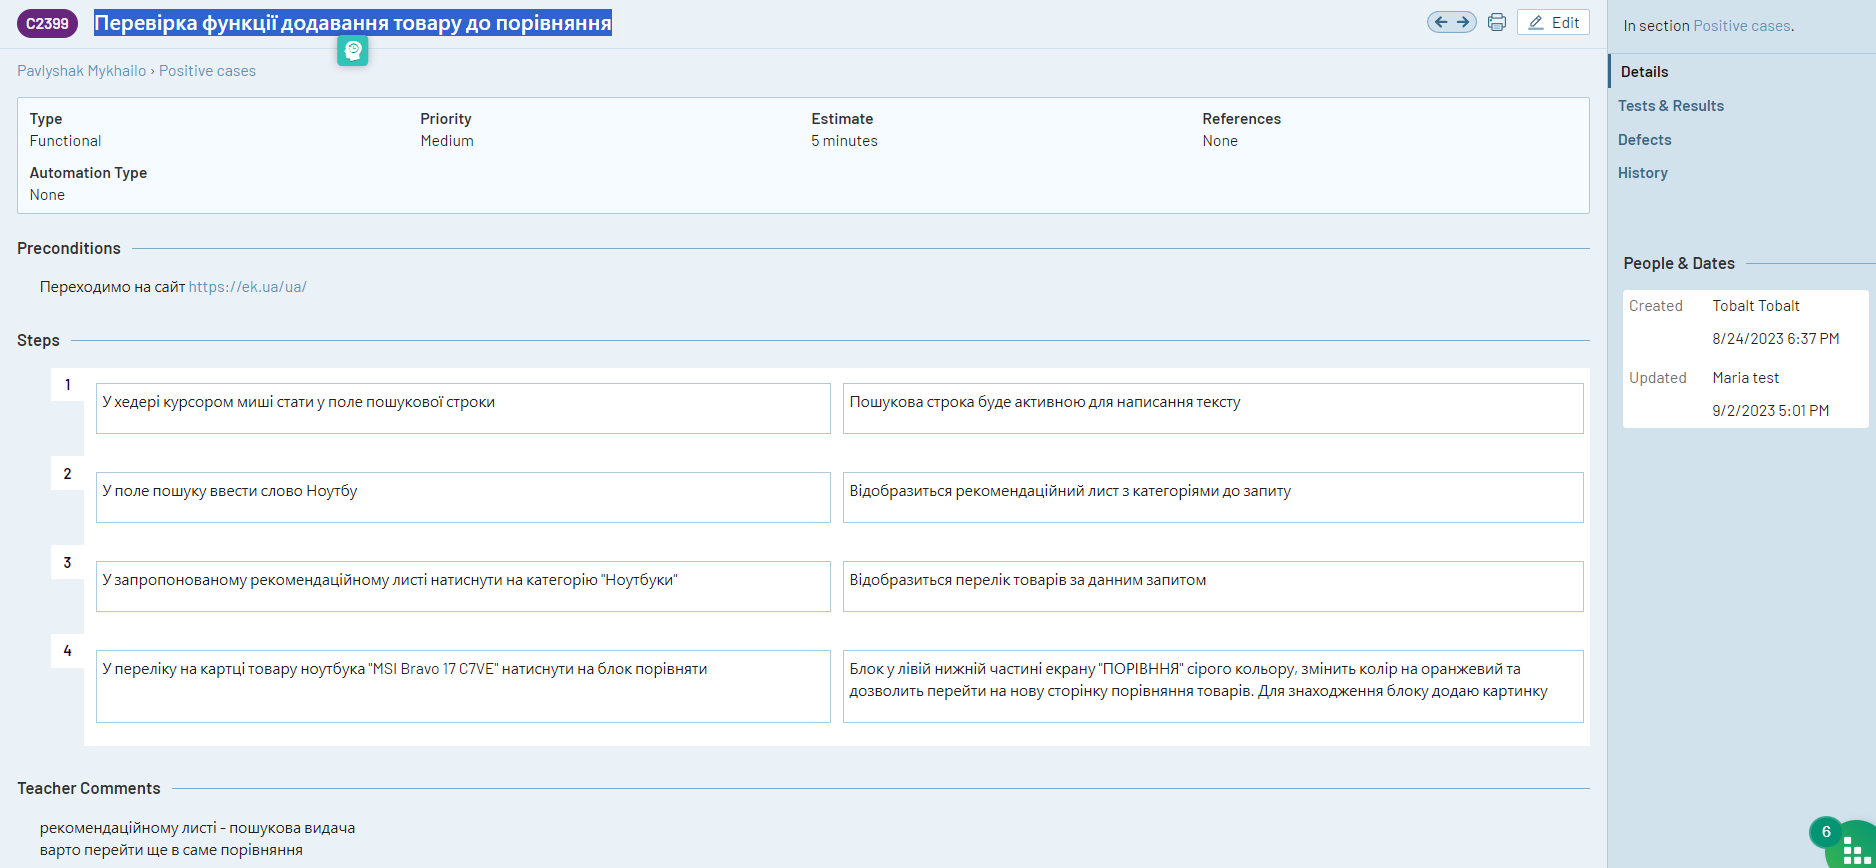 C2399
Перевірка функції додавання товару до порівняння
Edit
Pavlyshak Mykhailo › Positive cases
Type
Functional
Priority
Medium
Estimate
5 minutes
References
None
Automation Type
None
Preconditions
Переходимо на сайт https://ek.ua/ua/
Steps
1
У хедері курсором миші стати у поле пошукової строки
Пошукова строка буде активною для написання тексту
2
У поле пошуку ввести слово Ноутбу
Відобразиться рекомендаційний лист з категоріями до запиту
3
У запропонованому рекомендаційному листі натиснути на категорію "Ноутбуки"
Відобразиться перелік товарів за данним запитом
4
У переліку на картці товару ноутбука "MSI Bravo 17 C7VE" натиснути на блок порівняти
Блок у лівій нижній частині екрану "ПОРІВННЯ" сірого кольору, змінить колір на оранжевий та
дозволить перейти на нову сторінку порівняння товарів. Для знаходження блоку додаю картинку
Teacher Comments
рекомендаційному листі - пошукова видача
варто перейти ще в саме порівняння
In section Positive cases.
Details
Tests & Results
Defects
History
People & Dates
Created
Tobalt Tobalt
8/24/2023 6:37 PM
Updated
Maria test
9/2/2023 5:01 PM
6